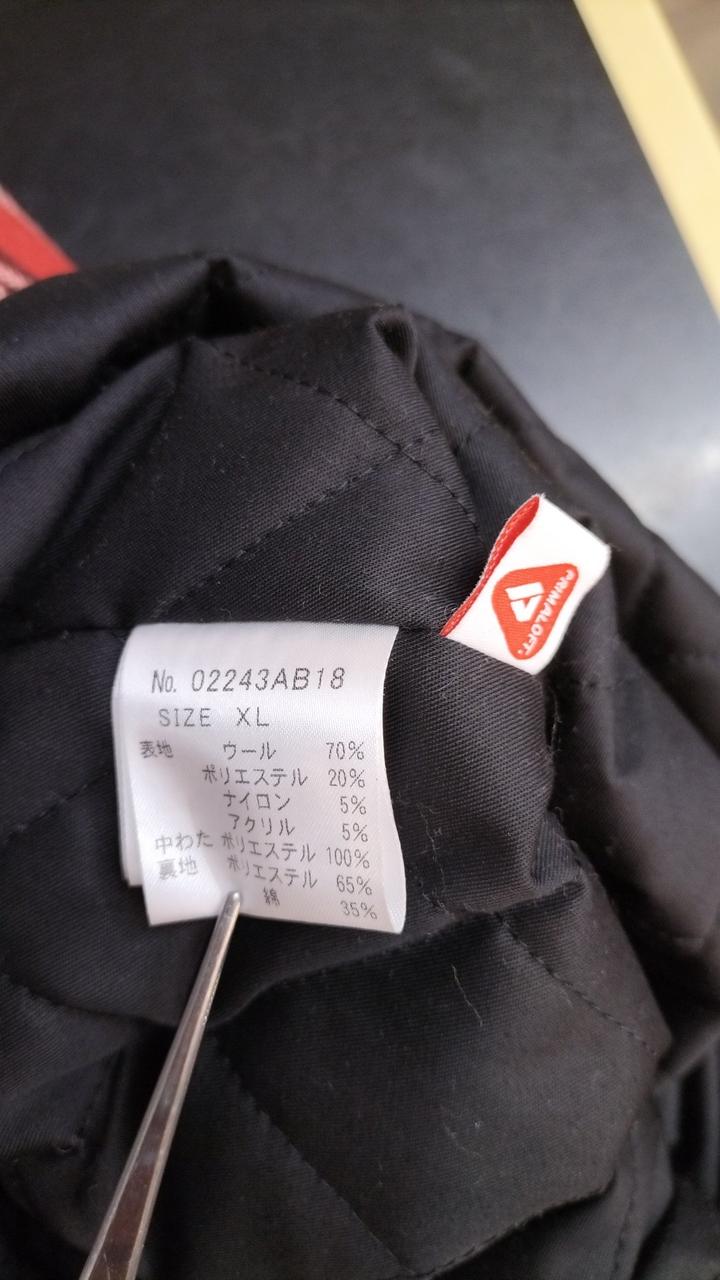 No. 02243AB18
SIZE XL
表地 ウール 70%
ポリエステル 20%
ナイロン 5%
アクリル 5%
中わた ポリエステル 100%
裏地 ポリエステル 65%
綿 35%
PRIMALOFT.